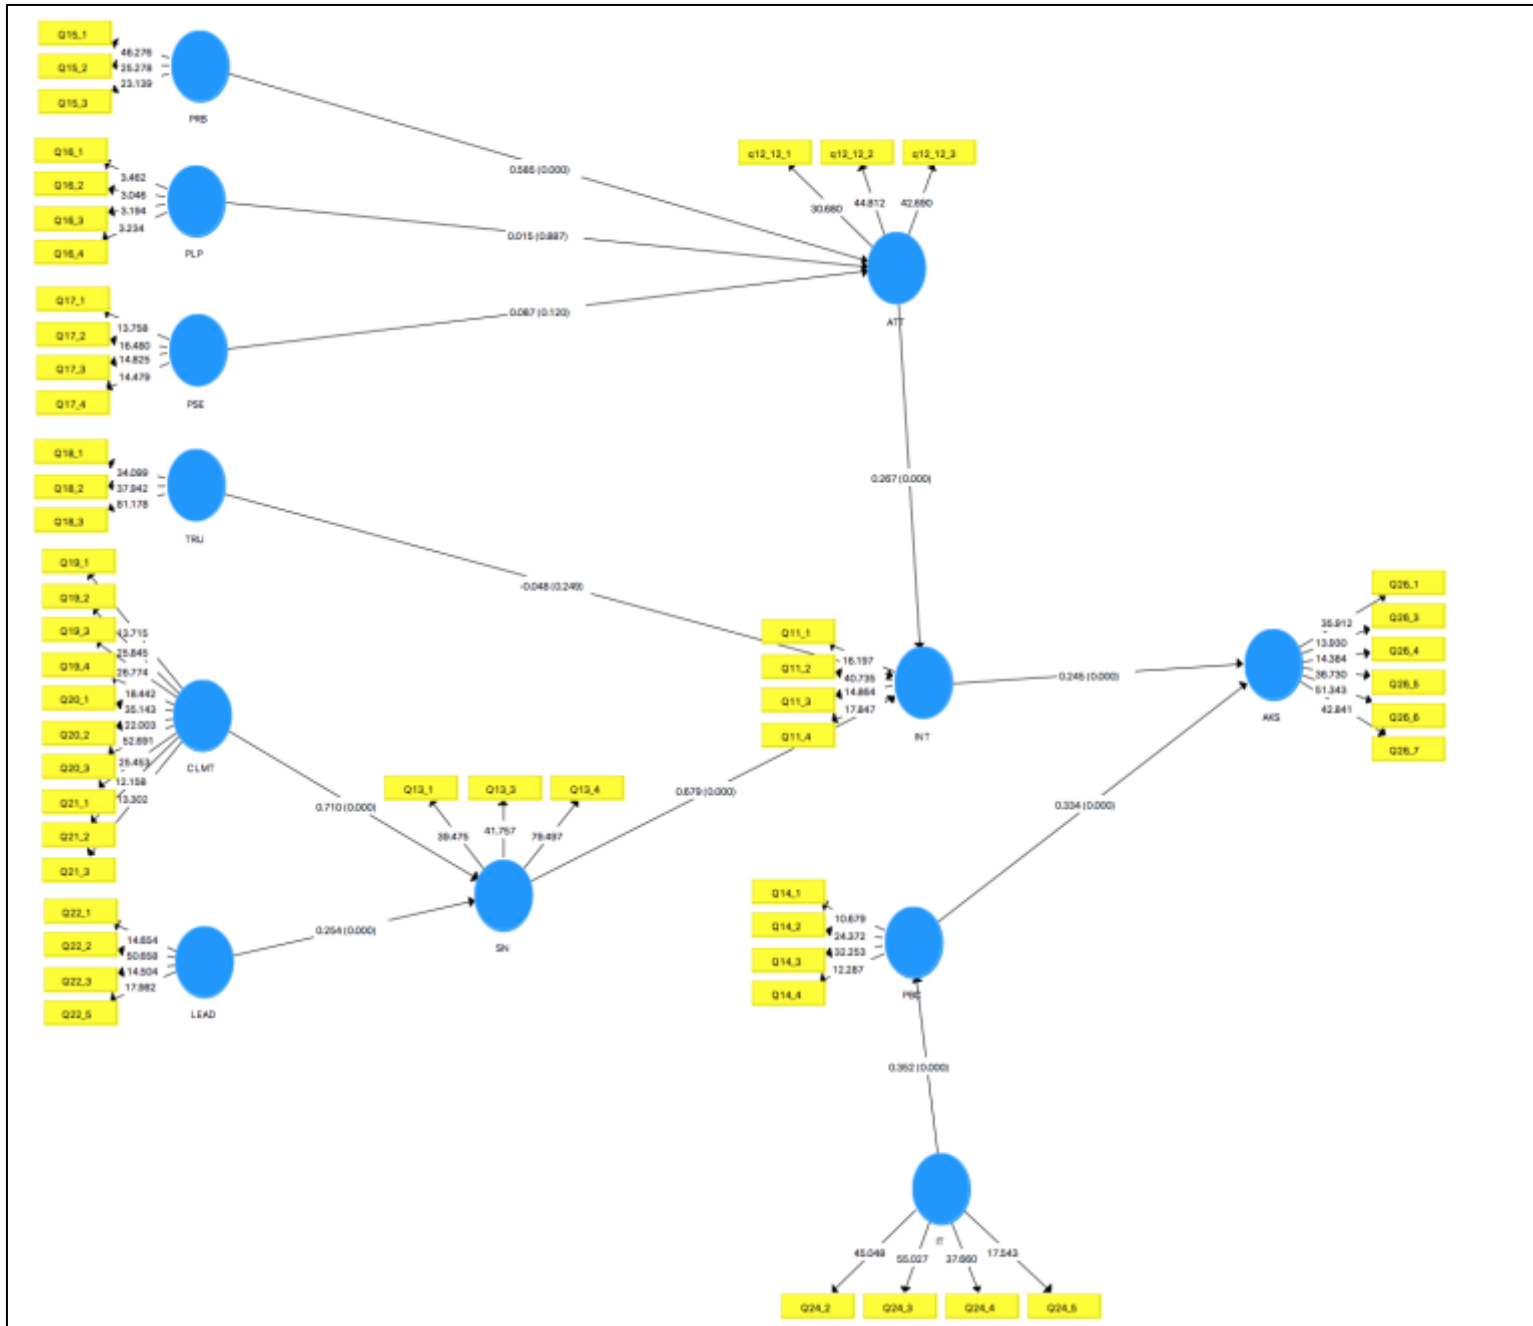 Q15_1
Q15_2
Q15_3
46.276
25.278
23.139
PRB
Q16_1
Q16_2
Q16_3
Q16_4
3.462
3.046
3.194
3.234
PLP
Q17_1
Q17_2
Q17_3
Q17_4
13.758
16.480
14.825
14.479
PSE
Q18_1
Q18_2
Q18_3
34.099
37.942
61.178
TRU
Q19_1
Q19_2
Q19_3
Q19_4
Q20_1
Q20_2
Q20_3
Q21_1
Q21_2
Q21_3
13.715
25.845
26.774
18.442
35.143
22.003
52.691
25.453
12.158
13.302
CLMT
Q22_1
Q22_2
Q22_3
Q22_5
14.654
50.658
14.504
17.982
LEAD
0.565 (0.000)
0.015 (0.887)
0.087 (0.120)
-0.048 (0.249)
0.710 (0.000)
0.254 (0.000)
q12_12_1 q12_12_2 q12_12_3
30.680 44.812 42.690
ATT
0.267 (0.000)
Q13_1 Q13_3 Q13_4
39.475 41.757 79.497
SN
0.679 (0.000)
Q11_1
Q11_2
Q11_3
Q11_4
16.197
40.735
14.864
17.847
INT
0.245 (0.000)
Q14_1
Q14_2
Q14_3
Q14_4
10.679
24.372
32.253
12.287
PBC
0.334 (0.000)
0.352 (0.000)
IT
45.048 55.027 37.660 17.543
Q24_2 Q24_3 Q24_4 Q24_5
AKS
35.912
13.930
14.384
36.730
51.343
42.841
Q26_1
Q26_3
Q26_4
Q26_5
Q26_6
Q26_7